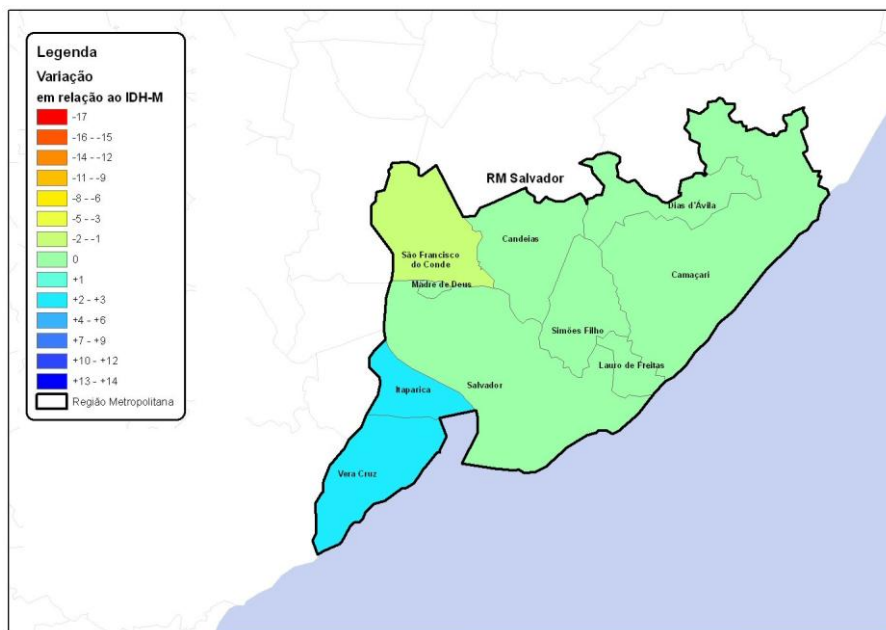 Legenda
Variação
em relação ao IDH-M
-17
-16 - -15
-14 - -12
-11 - -9
-8 - -6
-5 - -3
-2 - -1
0
+1
+2 - +3
+4 - +6
+7 - +9
+10 - +12
+13 - +14
Região Metropolitana
RM Salvador
Dias d'Ávila
Candeias
São Francisco
do Conde
Camaçari
Madre de Deus
Simões Filho
Lauro de Freitas
Itaparica
Salvador
Vera Cruz